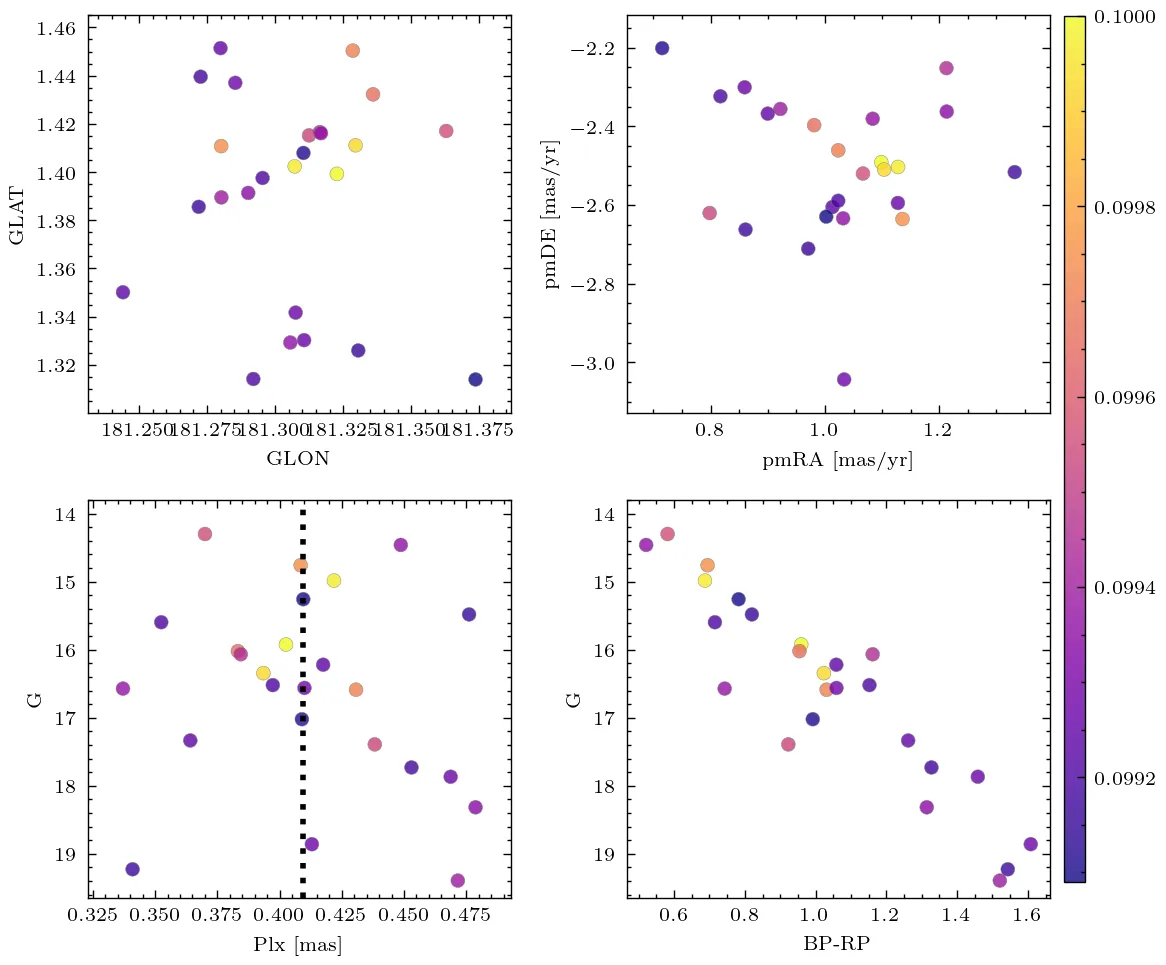 1.46
1.44
1.42
1.40
1.38
1.36
1.34
1.32
GLAT
181.250 181.275 181.300 181.325 181.350 181.375
GLON
−2.2
−2.4
−2.6
−2.8
−3.0
pmDE [mas/yr]
0.8 1.0 1.2
pmRA [mas/yr]
0.1000
0.0998
0.0996
0.0994
0.0992
14
15
16
17
18
19
G
0.325 0.350 0.375 0.400 0.425 0.450 0.475
Plx [mas]
14
15
16
17
18
19
G
0.6 0.8 1.0 1.2 1.4 1.6
BP-RP